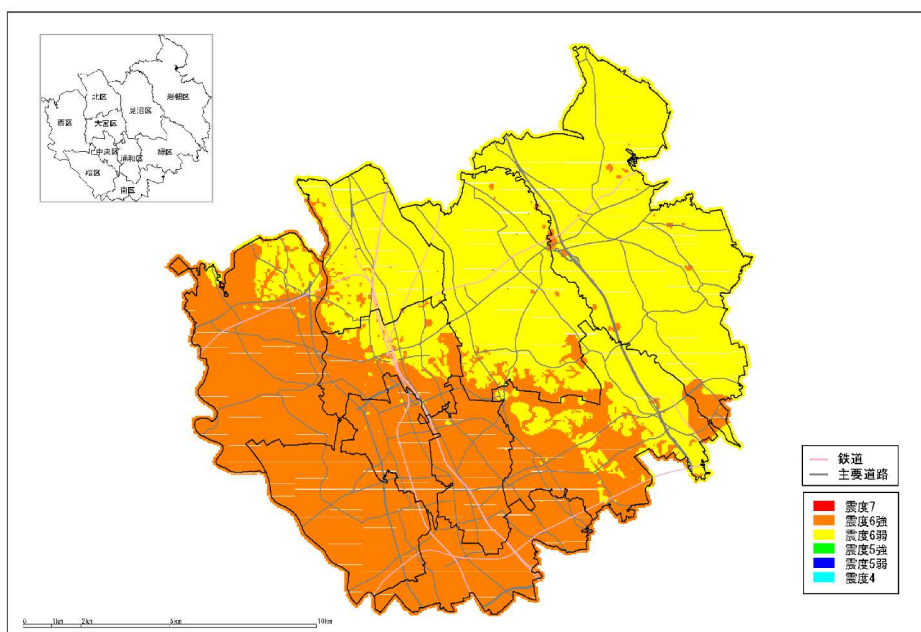 北区
見沼区
岩槻区
西区
大宮区
中央区
浦和区
緑区
桜区
南区
鉄道
主要道路
震度7
震度6強
震度6弱
震度5強
震度5弱
震度4
0 1km 2km 5km 10km